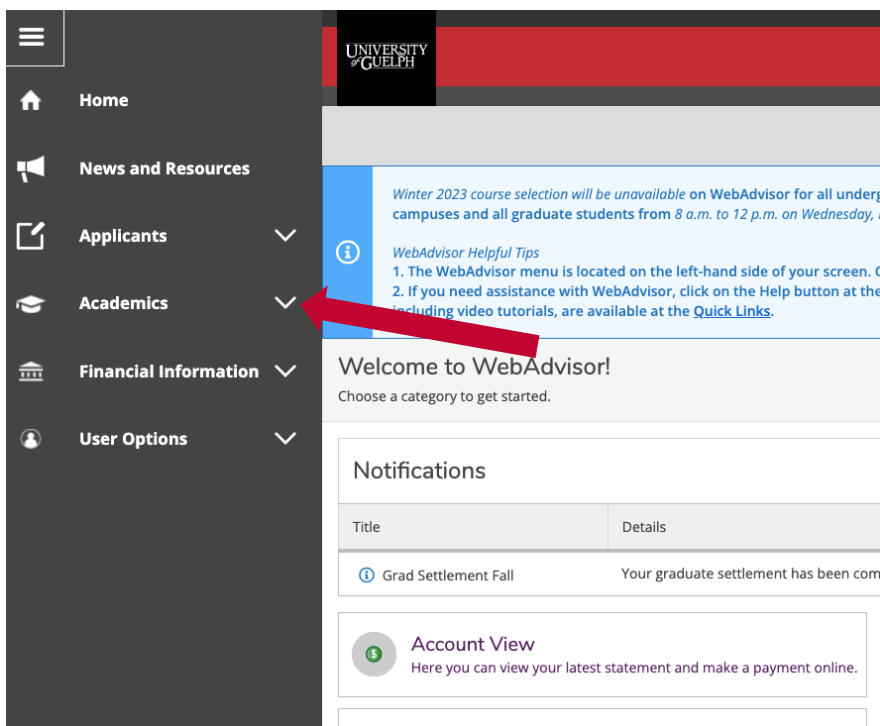 Home
News and Resources
Applicants
Academics
Financial Information
User Options
UNIVERSITY
of GUELPH
Winter 2023 course selection will be unavailable on WebAdvisor for all
campuses and all graduate students from 8 a.m. to 12 p.m. on Wednesday,
WebAdvisor Helpful Tips
1. The WebAdvisor menu is located on the left-hand side of your screen.
2. If you need assistance with WebAdvisor, click on the Help button at the
including video tutorials, are available at the Quick Links.
Welcome to WebAdvisor!
Choose a category to get started.
Notifications
Title Details
Grad Settlement Fall Your graduate settlement has been com
Account View
Here you can view your latest statement and make a payment online.